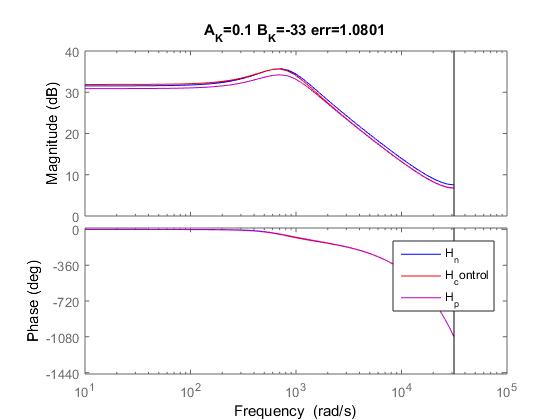 A_K=0.1 B_K=-33 err=1.0801
40
30
20
10
0
Magnitude (dB)
0
-360
-720
-1080
-1440
Phase (deg)
H_n
H_control
H_p
10^1
10^2
10^3
10^4
10^5
Frequency (rad/s)